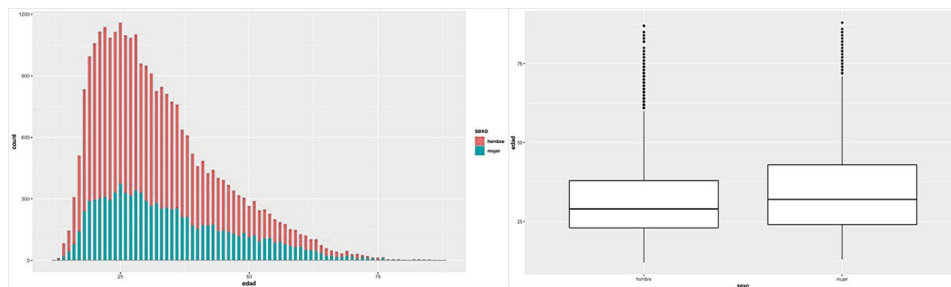 1200
900
600
300
0
count
25
50
75
edad
sexo
hombre
mujer
75
50
25
edad
hombre
mujer
sexo